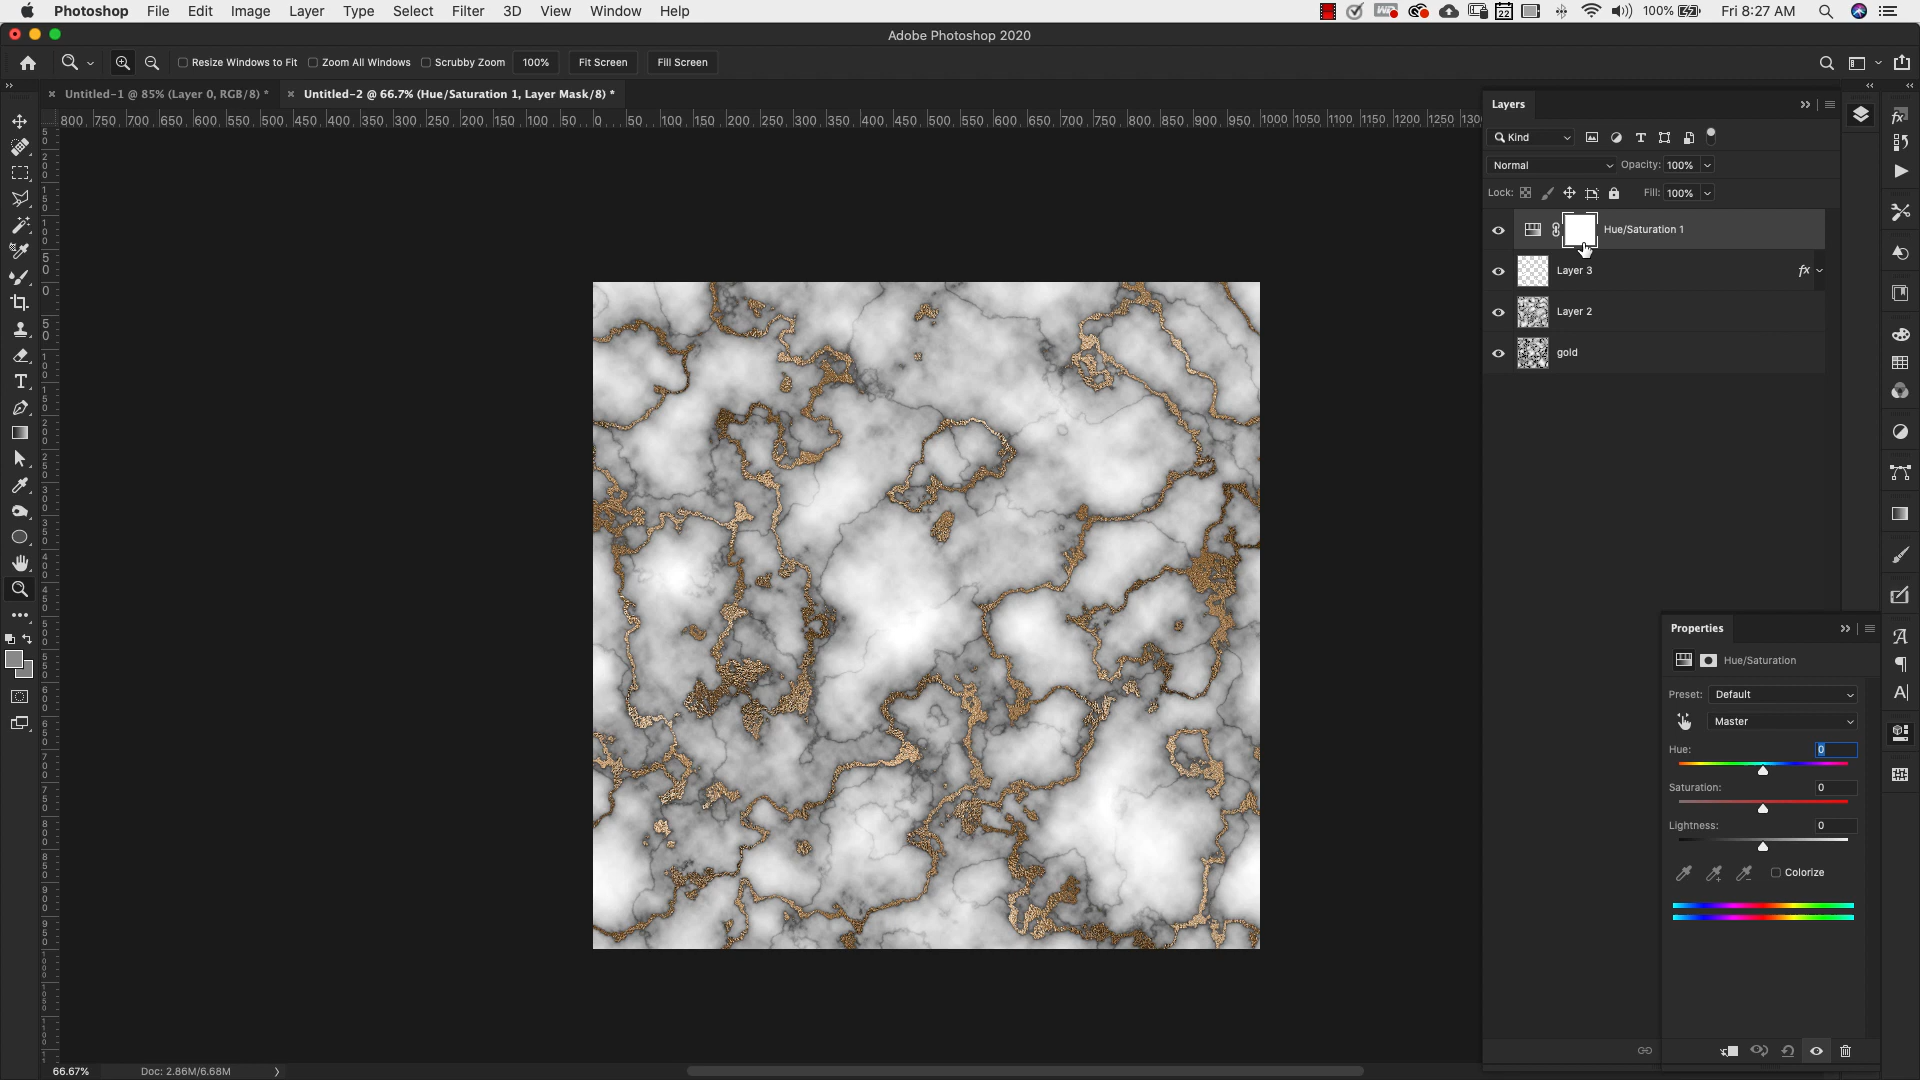 Photoshop File Edit Image Layer Type Select Filter 3D View Window Help 22 100% Fri 8:27 AM
Adobe Photoshop 2020
Resize Windows to Fit Zoom All Windows Scrubby Zoom 100% Fit Screen Fill Screen
× Untitled-1 @ 85% (Layer 0, RGB/8) * × Untitled-2 @ 66.7% (Hue/Saturation 1, Layer Mask/8) *
800 750 700 650 600 550 500 450 400 350 300 250 200 150 100 50 0 50 100 150 200 250 300 350 400 450 500 550 600 650 700 750 800 850 900 950 1000 1050 1100 1150 1200 1250
Layers
Kind
Normal Opacity: 100%
Lock: Fill: 100%
Hue/Saturation 1
Layer 3 fx
Layer 2
gold
Properties
Hue/Saturation
Preset: Default
Master
Hue: 0
Saturation: 0
Lightness: 0
Colorize
66.67% Doc: 2.86M/6.68M